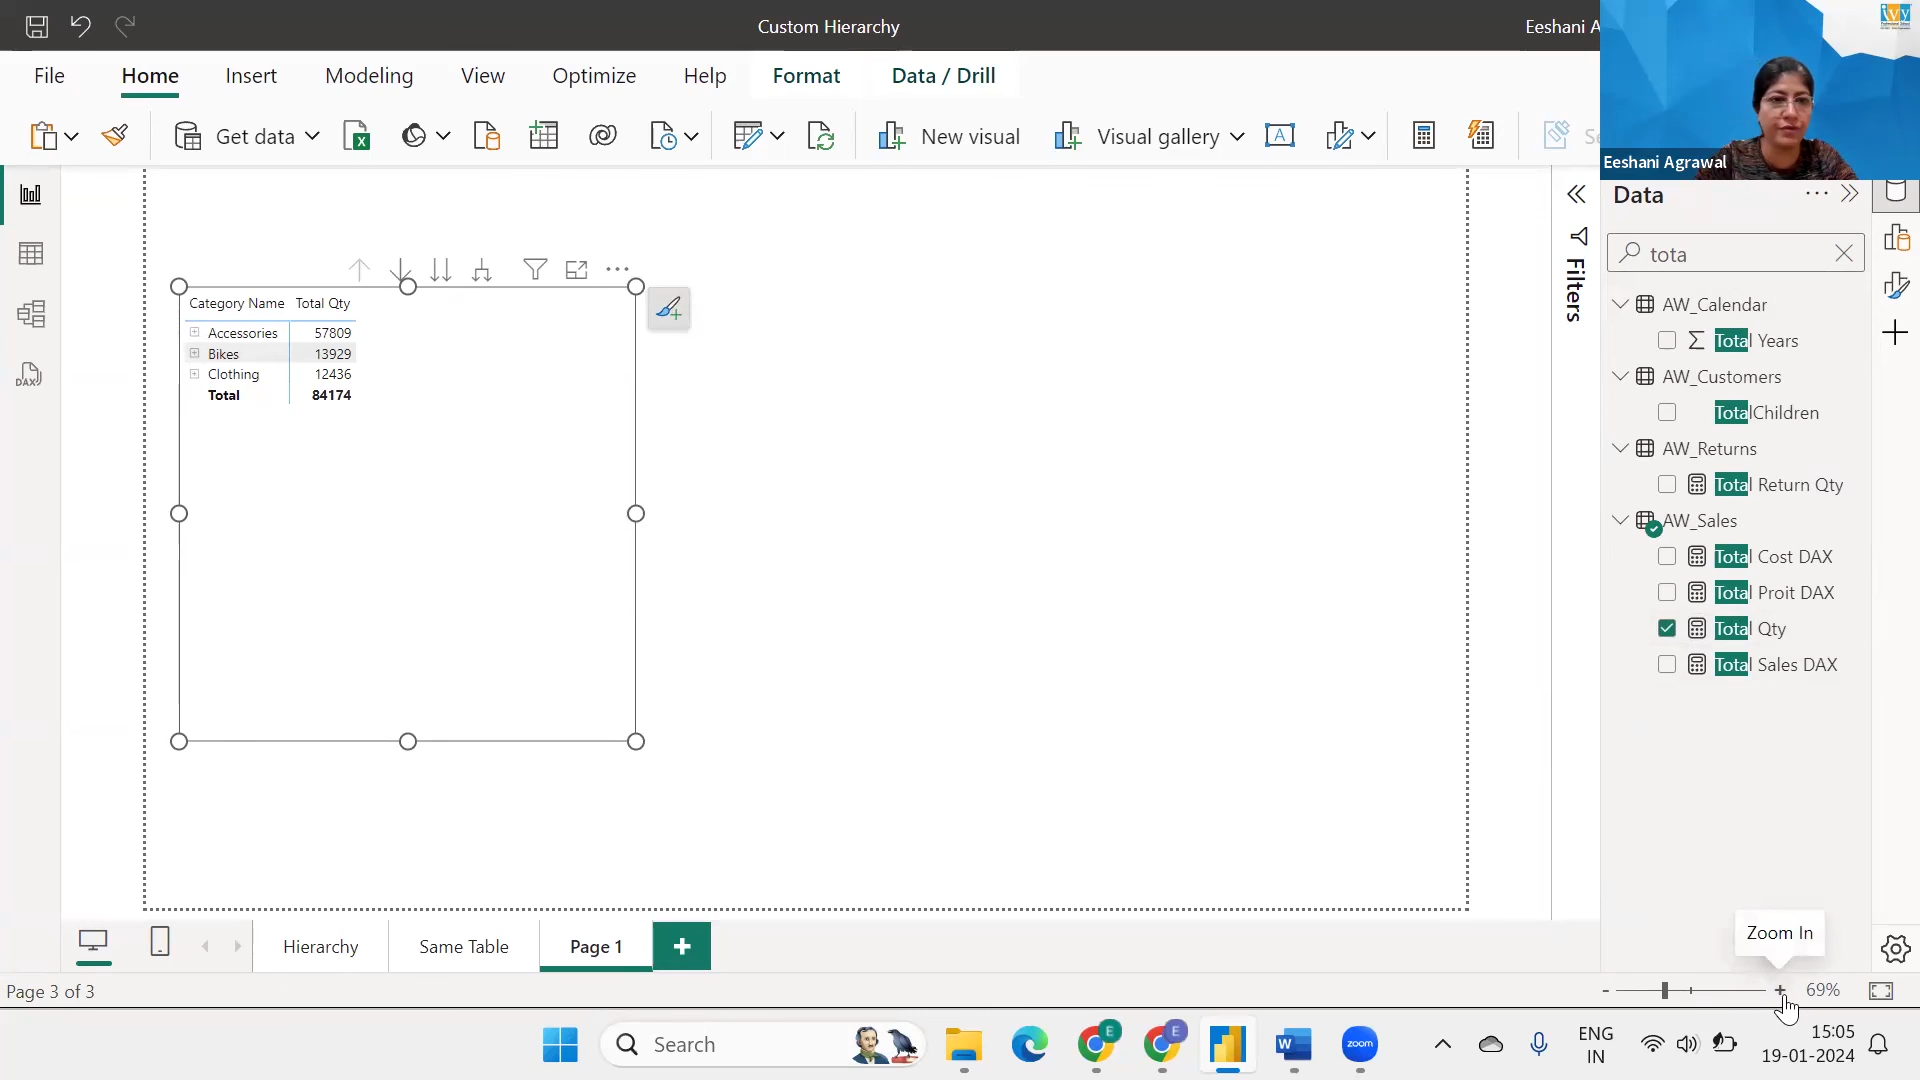 Custom Hierarchy
Eeshani A
ivy
File Home Insert Modeling View Optimize Help Format Data / Drill
Get data New visual Visual gallery Se
Eeshani Agrawal
Data
tota
Filters
DAX
Category Name Total Qty
Accessories 57809
Bikes 13929
Clothing 12436
Total 84174
AW_Calendar
Total Years
AW_Customers
TotalChildren
AW_Returns
Total Return Qty
AW_Sales
Total Cost DAX
Total Proit DAX
Total Qty
Total Sales DAX
Zoom In
Hierarchy Same Table Page 1
Page 3 of 3
69%
Search
E
E
W
zoom
ENG
IN
15:05
19-01-2024